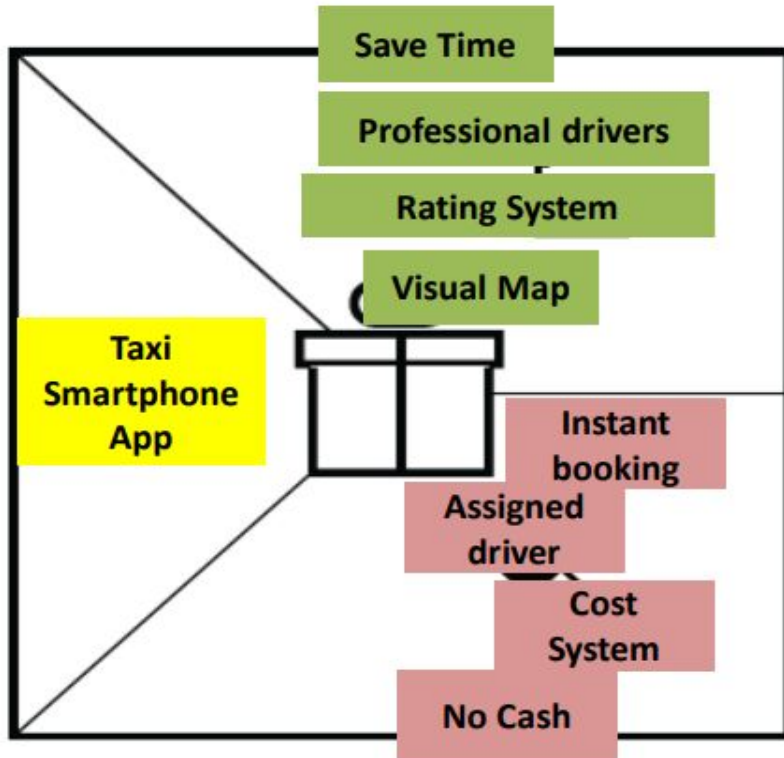 Save Time
Professional drivers
Rating System
Visual Map
Taxi
Smartphone
App
Instant
booking
Assigned
driver
Cost
System
No Cash